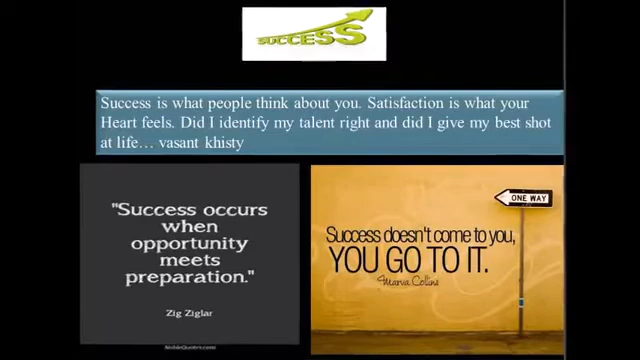 SUCCESS
Success is what people think about you. Satisfaction is what your
Heart feels. Did I identify my talent right and did I give my best shot
at life… vasant khisty
"Success occurs
when
opportunity
meets
preparation."
Zig Ziglar
NobleQuotes.com
ONE WAY
Success doesn't come to you,
YOU GO TO IT.
Marva Collins